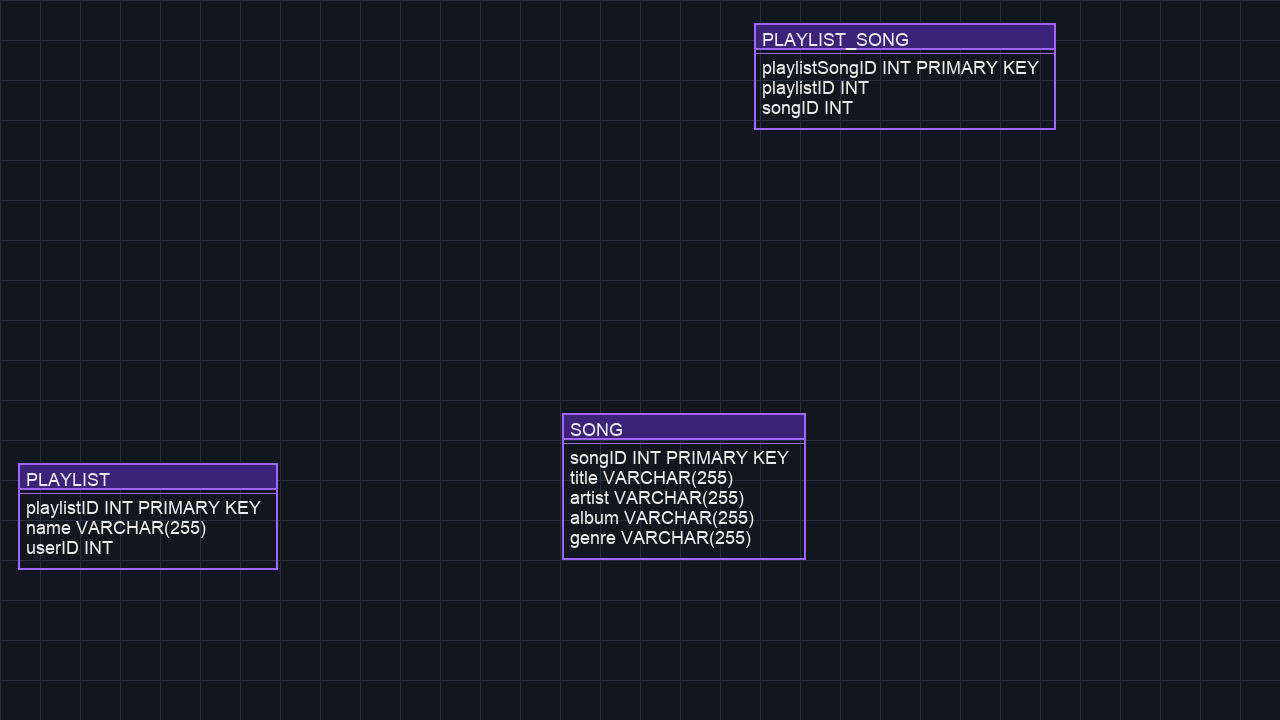 PLAYLIST_SONG
playlistSongID INT PRIMARY KEY
playlistID INT
songID INT
SONG
songID INT PRIMARY KEY
title VARCHAR(255)
artist VARCHAR(255)
album VARCHAR(255)
genre VARCHAR(255)
PLAYLIST
playlistID INT PRIMARY KEY
name VARCHAR(255)
userID INT